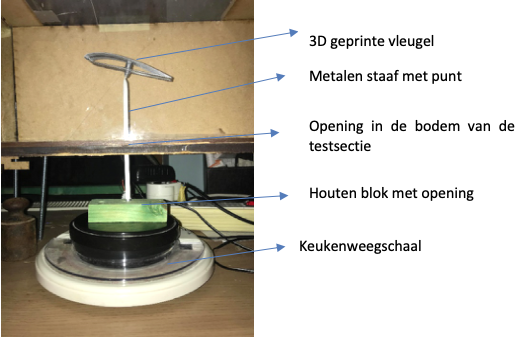 3D geprinte vleugel
Metalen staaf met punt
Opening in de bodem van de
testsectie
Houten blok met opening
Keukenweegschaal